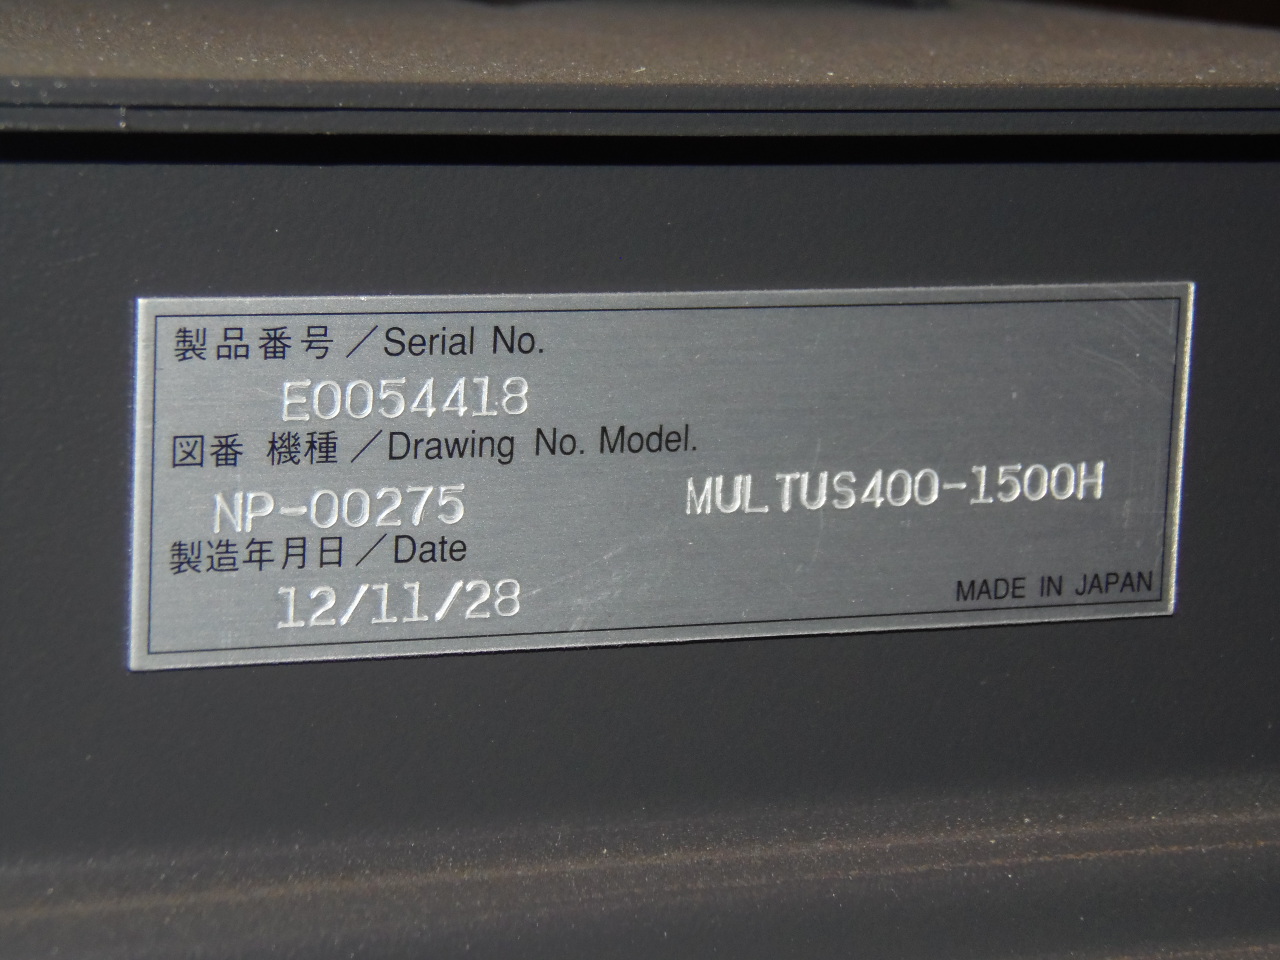 製品番号／Serial No.
E0054418
図番 機種／Drawing No. Model.
NP-00275 MULTUS400-1500H
製造年月日／Date
12/11/28
MADE IN JAPAN